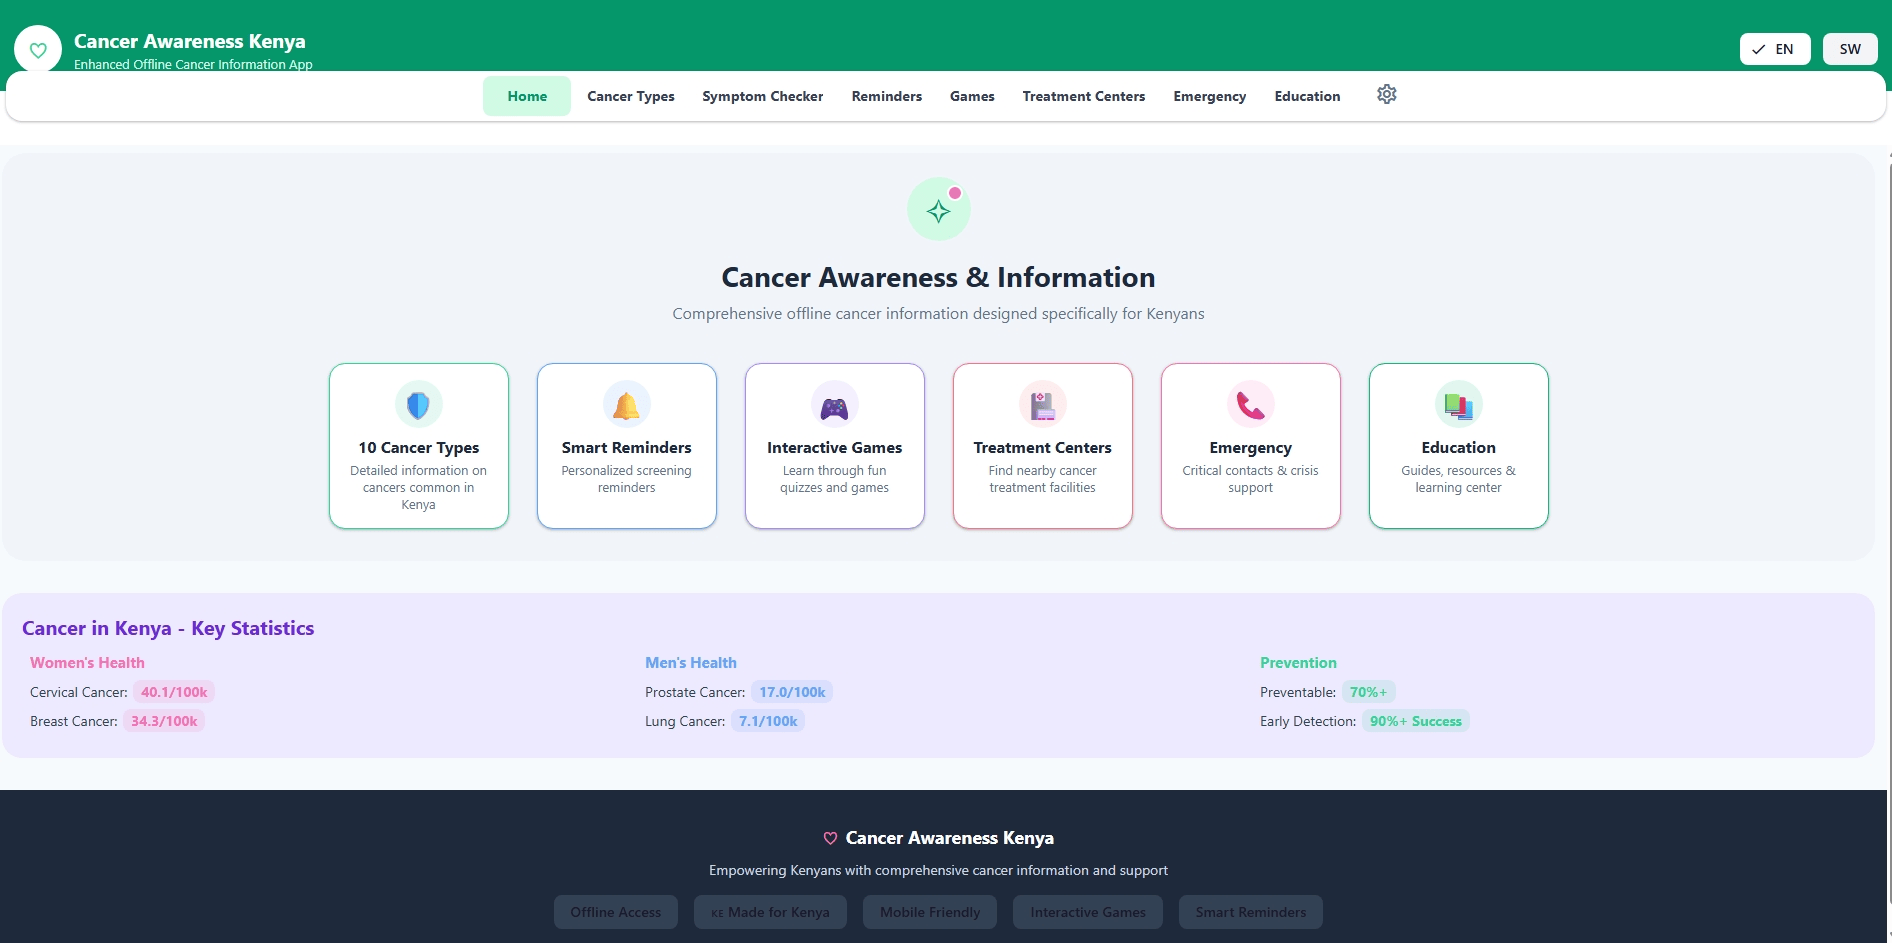 Cancer Awareness Kenya
Enhanced Offline Cancer Information App
EN
SW
Home
Cancer Types
Symptom Checker
Reminders
Games
Treatment Centers
Emergency
Education
Cancer Awareness & Information
Comprehensive offline cancer information designed specifically for Kenyans
10 Cancer Types
Detailed information on
cancers common in
Kenya
Smart Reminders
Personalized screening
reminders
Interactive Games
Learn through fun
quizzes and games
Treatment Centers
Find nearby cancer
treatment facilities
Emergency
Critical contacts & crisis
support
Education
Guides, resources &
learning center
Cancer in Kenya - Key Statistics
Women's Health
Cervical Cancer: 40.1/100k
Breast Cancer: 34.3/100k
Men's Health
Prostate Cancer: 17.0/100k
Lung Cancer: 7.1/100k
Prevention
Preventable: 70%+
Early Detection: 90%+ Success
Cancer Awareness Kenya
Empowering Kenyans with comprehensive cancer information and support
Offline Access
KE Made for Kenya
Mobile Friendly
Interactive Games
Smart Reminders